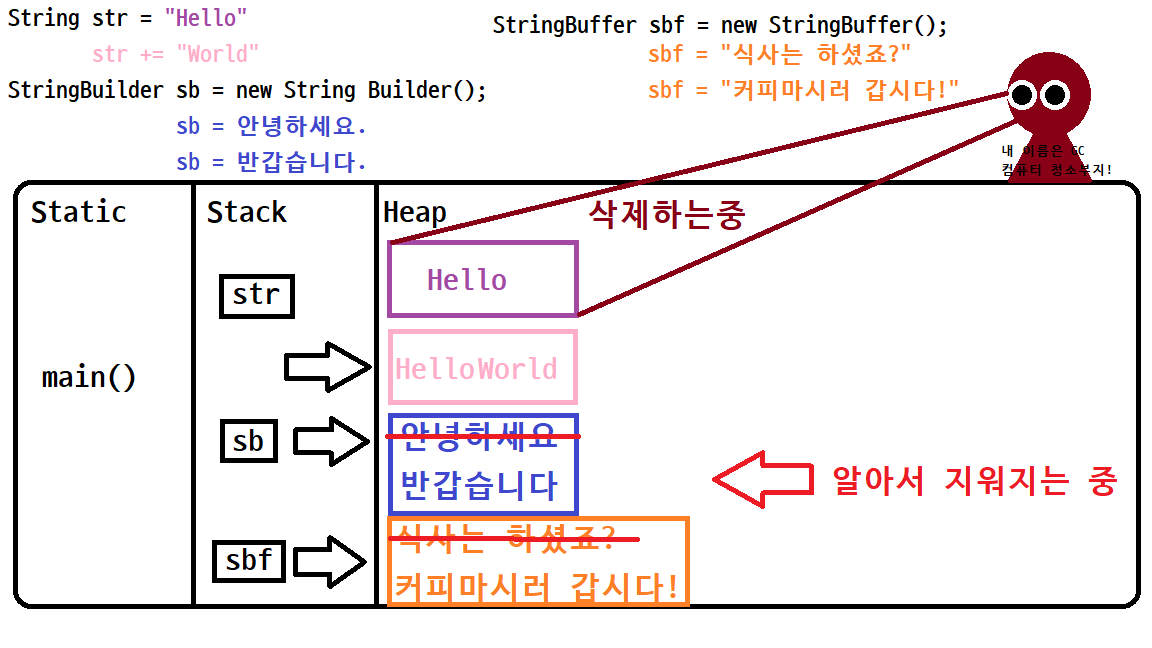 String str = "Hello"
str += "World"
StringBuilder sb = new String Builder();
sb = 안녕하세요.
sb = 반갑습니다.
StringBuffer sbf = new StringBuffer();
sbf = "식사는 하셨죠?"
sbf = "커피마시러 갑시다!"
내 이름은 GC
컴퓨터 청소부지!
Static
Stack
Heap
삭제하는중
Hello
str
HelloWorld
main()
sb
안녕하세요
반갑습니다
알아서 지워지는 중
sbf
식사는 하셨죠?
커피마시러 갑시다!